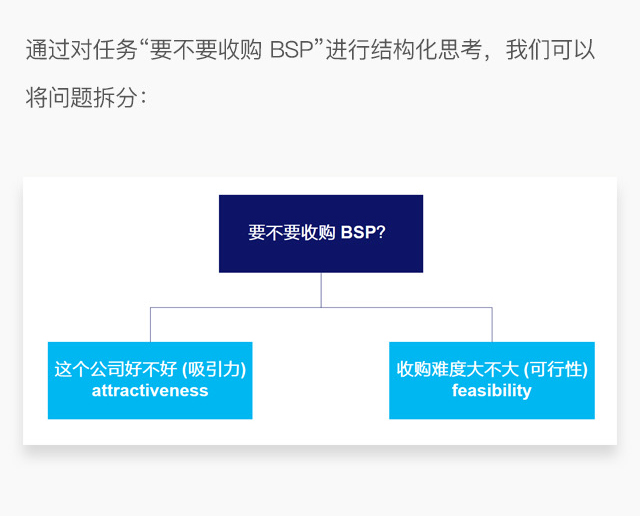 通过对任务“要不要收购 BSP”进行结构化思考，我们可以
将问题拆分：
要不要收购 BSP?
这个公司好不好 (吸引力)
attractiveness
收购难度大不大 (可行性)
feasibility